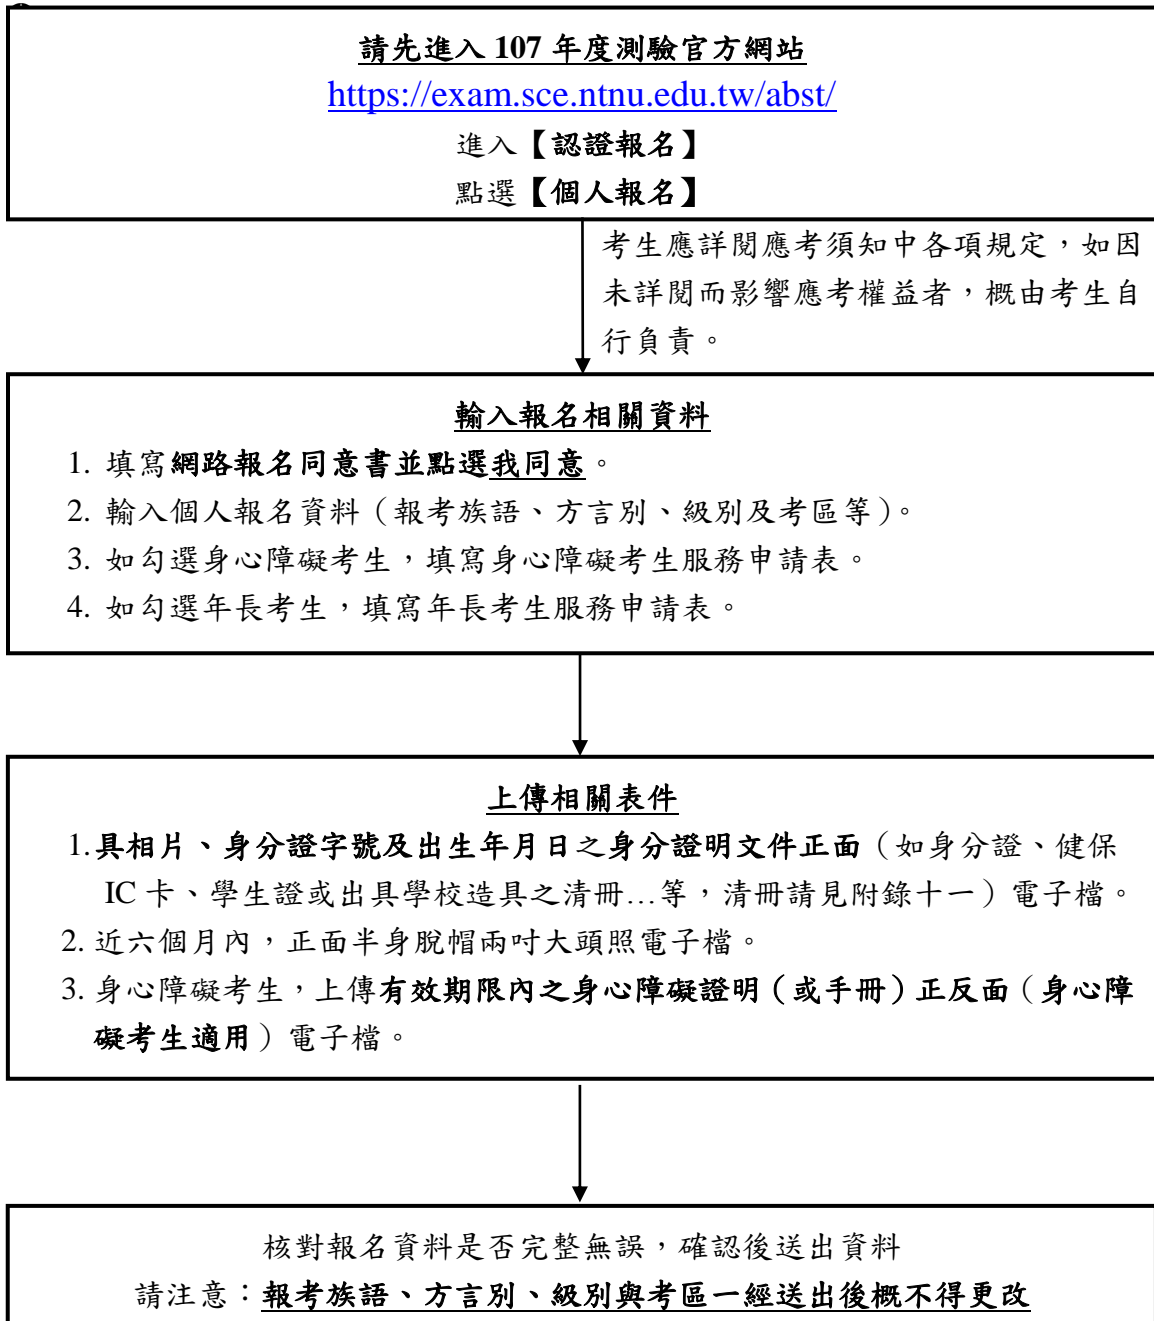 請先進入 107 年度測驗官方網站
https://exam.sce.ntnu.edu.tw/abst/
進入【認證報名】
點選【個人報名】
考生應詳閱應考須知中各項規定，如因
未詳閱而影響應考權益者，概由考生自
行負責。
輸入報名相關資料
1. 填寫網路報名同意書並點選我同意。
2. 輸入個人報名資料（報考族語、方言別、級別及考區等）。
3. 如勾選身心障礙考生，填寫身心障礙考生服務申請表。
4. 如勾選年長考生，填寫年長考生服務申請表。
上傳相關表件
1.具相片、身分證字號及出生年月日之身分證明文件正面（如身分證、健保
IC 卡、學生證或出具學校造具之清冊…等，清冊請見附錄十一）電子檔。
2. 近六個月內，正面半身脫帽兩吋大頭照電子檔。
3. 身心障礙考生，上傳有效期限內之身心障礙證明（或手冊）正反面（身心障
礙考生適用）電子檔。
核對報名資料是否完整無誤，確認後送出資料
請注意：報考族語、方言別、級別與考區一經送出後概不得更改